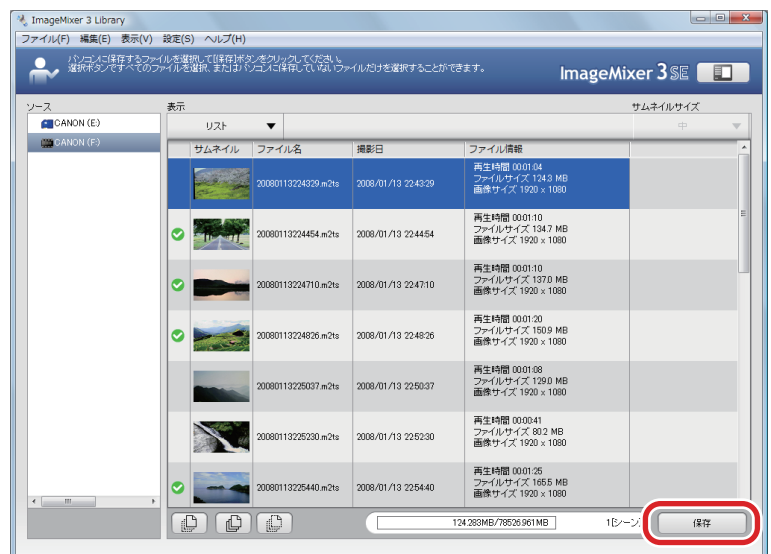 ImageMixer 3 Library
ファイル(F) 編集(E) 表示(V) 設定(S) ヘルプ(H)
パソコンに保存するファイルを選択して[保存]ボタンをクリックしてください。
選択ボタンですべてのファイルを選択、またはパソコンに保存していないファイルだけを選択することができます。
ImageMixer 3 SE
ソース
表示
サムネイルサイズ
CANON (E:)
CANON (F:)
リスト
中
サムネイル ファイル名 撮影日 ファイル情報
20080113224329.m2ts 2008/01/13 22:43:29
再生時間 00:01:04
ファイルサイズ 124.3 MB
画像サイズ 1920 x 1080
20080113224454.m2ts 2008/01/13 22:44:54
再生時間 00:01:10
ファイルサイズ 134.7 MB
画像サイズ 1920 x 1080
20080113224710.m2ts 2008/01/13 22:47:10
再生時間 00:01:10
ファイルサイズ 137.0 MB
画像サイズ 1920 x 1080
20080113224826.m2ts 2008/01/13 22:48:26
再生時間 00:01:20
ファイルサイズ 150.9 MB
画像サイズ 1920 x 1080
20080113225037.m2ts 2008/01/13 22:50:37
再生時間 00:01:08
ファイルサイズ 129.0 MB
画像サイズ 1920 x 1080
20080113225230.m2ts 2008/01/13 22:52:30
再生時間 00:00:41
ファイルサイズ 80.2 MB
画像サイズ 1920 x 1080
20080113225440.m2ts 2008/01/13 22:54:40
再生時間 00:01:26
ファイルサイズ 165.5 MB
画像サイズ 1920 x 1080
124.283MB/78526.961MB
1[シーン]
保存